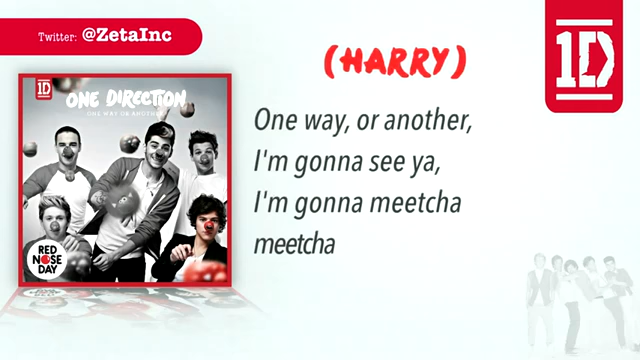 Twitter: @ZetaInc
1D
ONE DIRECTION
ONE WAY OR ANOTHER
RED
NOSE
DAY
(HARRY)
One way, or another,
I'm gonna see ya,
I'm gonna meetcha
meetcha
1D